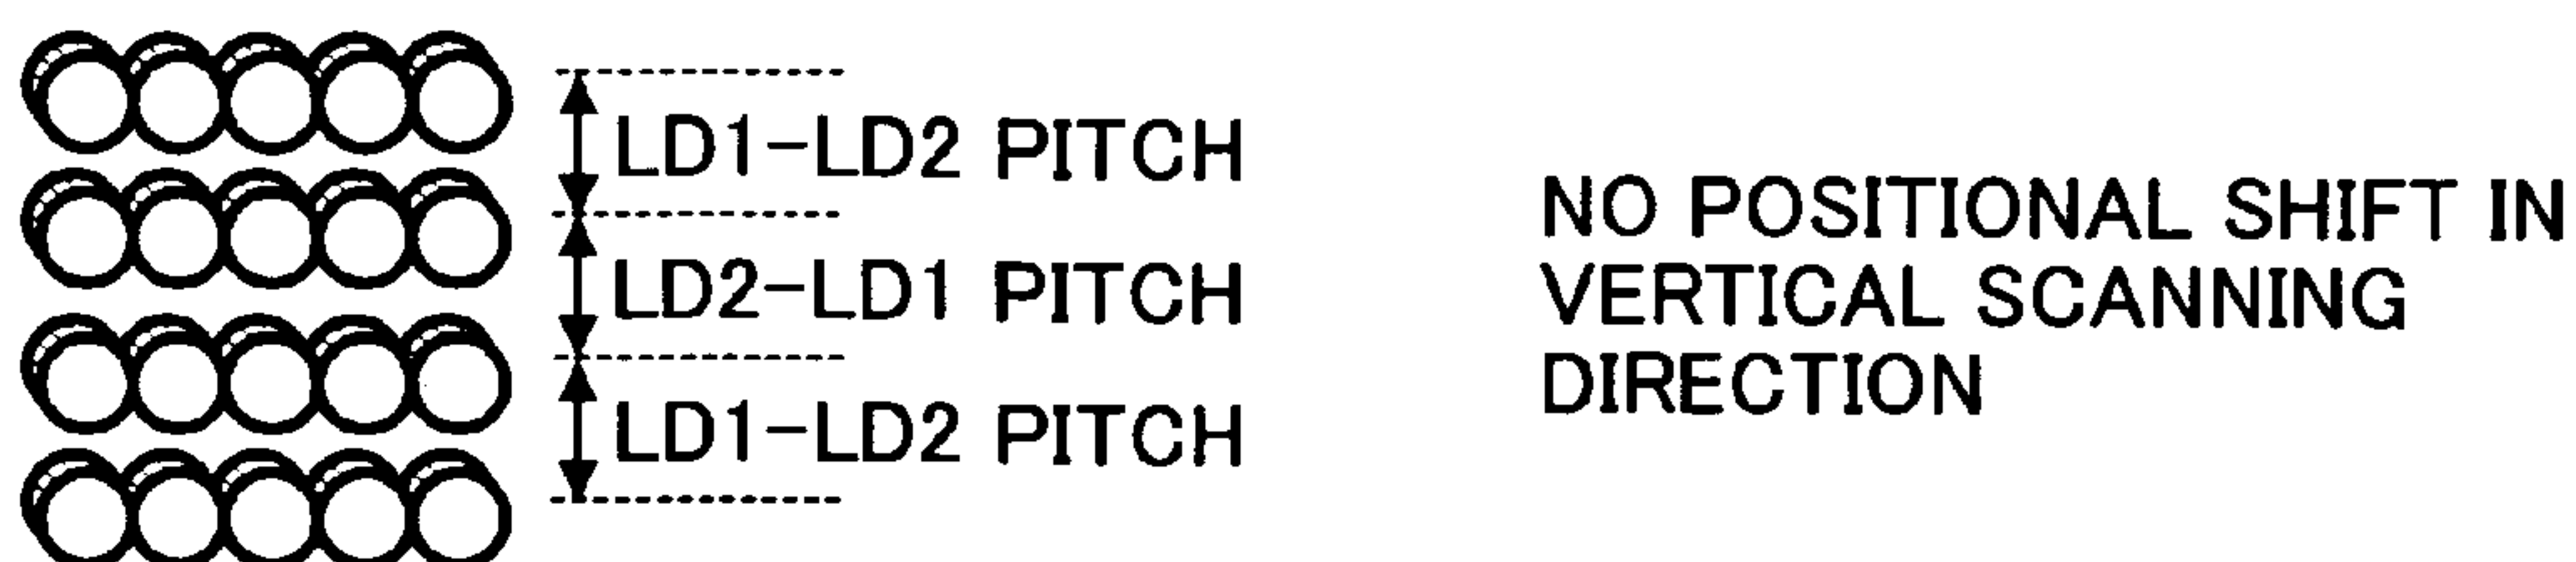 LD1-LD2 PITCH
LD2-LD1 PITCH
LD1-LD2 PITCH
NO POSITIONAL SHIFT IN
VERTICAL SCANNING
DIRECTION